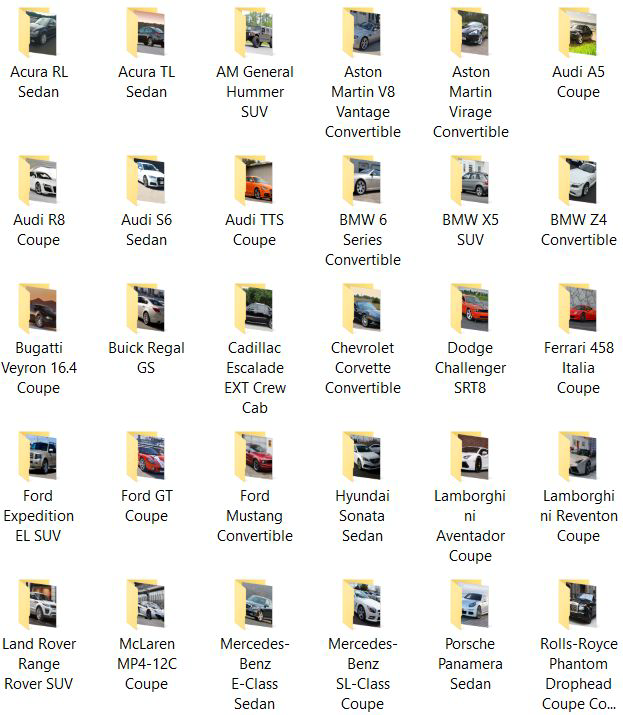 Acura RL
Sedan
Acura TL
Sedan
AM General
Hummer
SUV
Aston
Martin V8
Vantage
Convertible
Aston
Martin
Virage
Convertible
Audi A5
Coupe
Audi R8
Coupe
Audi S6
Sedan
Audi TTS
Coupe
BMW 6
Series
Convertible
BMW X5
SUV
BMW Z4
Convertible
Bugatti
Veyron 16.4
Coupe
Buick Regal
GS
Cadillac
Escalade
EXT Crew
Cab
Chevrolet
Corvette
Convertible
Dodge
Challenger
SRT8
Ferrari 458
Italia
Coupe
Ford
Expedition
EL SUV
Ford GT
Coupe
Ford
Mustang
Convertible
Hyundai
Sonata
Sedan
Lamborghi
ni
Aventador
Coupe
Lamborghi
ni Reventon
Coupe
Land Rover
Range
Rover SUV
McLaren
MP4-12C
Coupe
Mercedes-
Benz
E-Class
Sedan
Mercedes-
Benz
SL-Class
Coupe
Porsche
Panamera
Sedan
Rolls-Royce
Phantom
Drophead
Coupe Co...